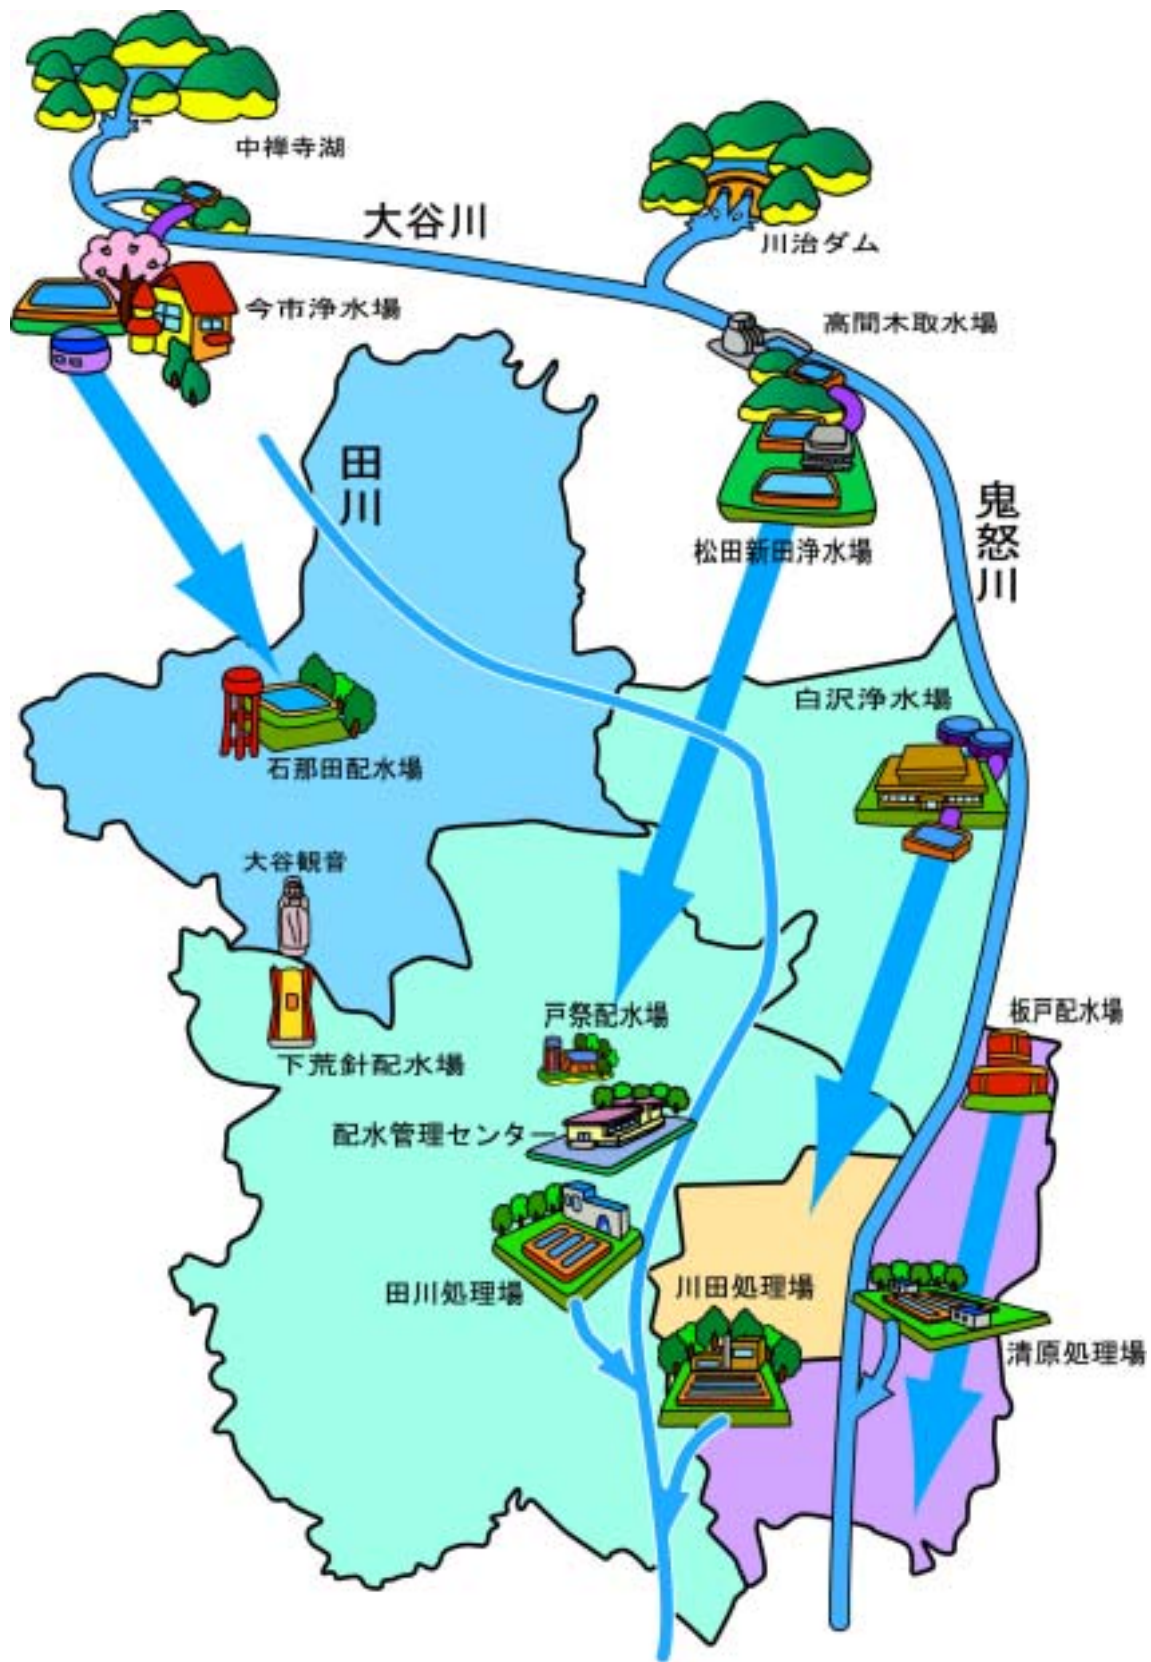 中禅寺湖
大谷川
川治ダム
今市浄水場
高間木取水場
田川
鬼怒川
松田新田浄水場
白沢浄水場
石那田配水場
大谷観音
板戸配水場
戸祭配水場
下荒針配水場
配水管理センター
田川処理場
川田処理場
清原処理場